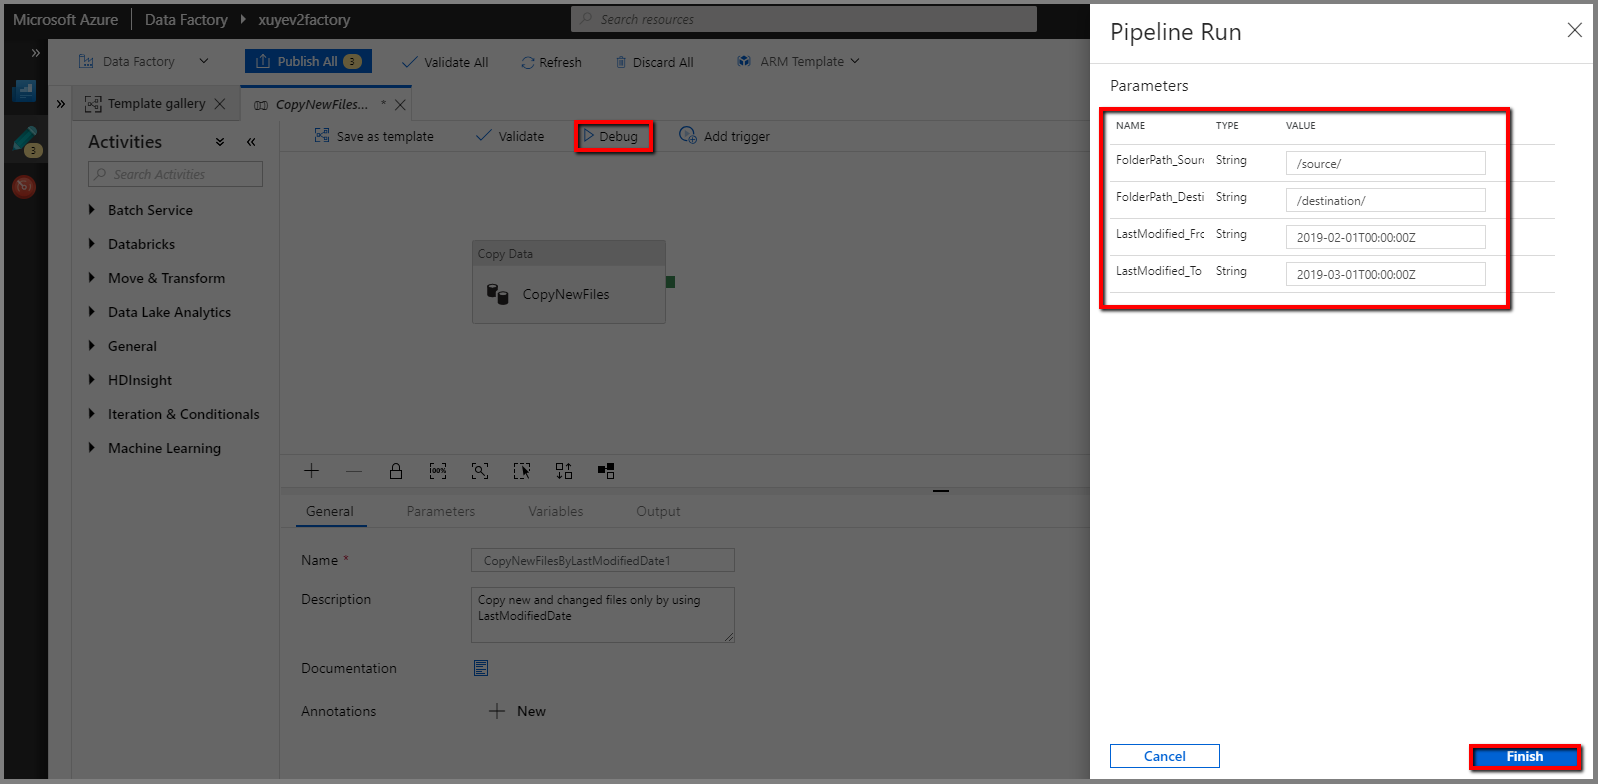 Microsoft Azure
Data Factory
xuyev2factory
Search resources
Data Factory
Publish All 3
Validate All
Refresh
Discard All
ARM Template
Template gallery
CopyNewFiles... *
3
Activities
Search Activities
Batch Service
Databricks
Move & Transform
Data Lake Analytics
General
HDInsight
Iteration & Conditionals
Machine Learning
Save as template
Validate
Debug
Add trigger
Copy Data
CopyNewFiles
100%
General
Parameters
Variables
Output
Name *
CopyNewFilesByLastModifiedDate1
Description
Copy new and changed files only by using
LastModifiedDate
Documentation
Annotations
New
Pipeline Run
Parameters
NAME TYPE VALUE
FolderPath_Sour String /source/
FolderPath_Desti String /destination/
LastModified_Frc String 2019-02-01T00:00:00Z
LastModified_To String 2019-03-01T00:00:00Z
Cancel
Finish